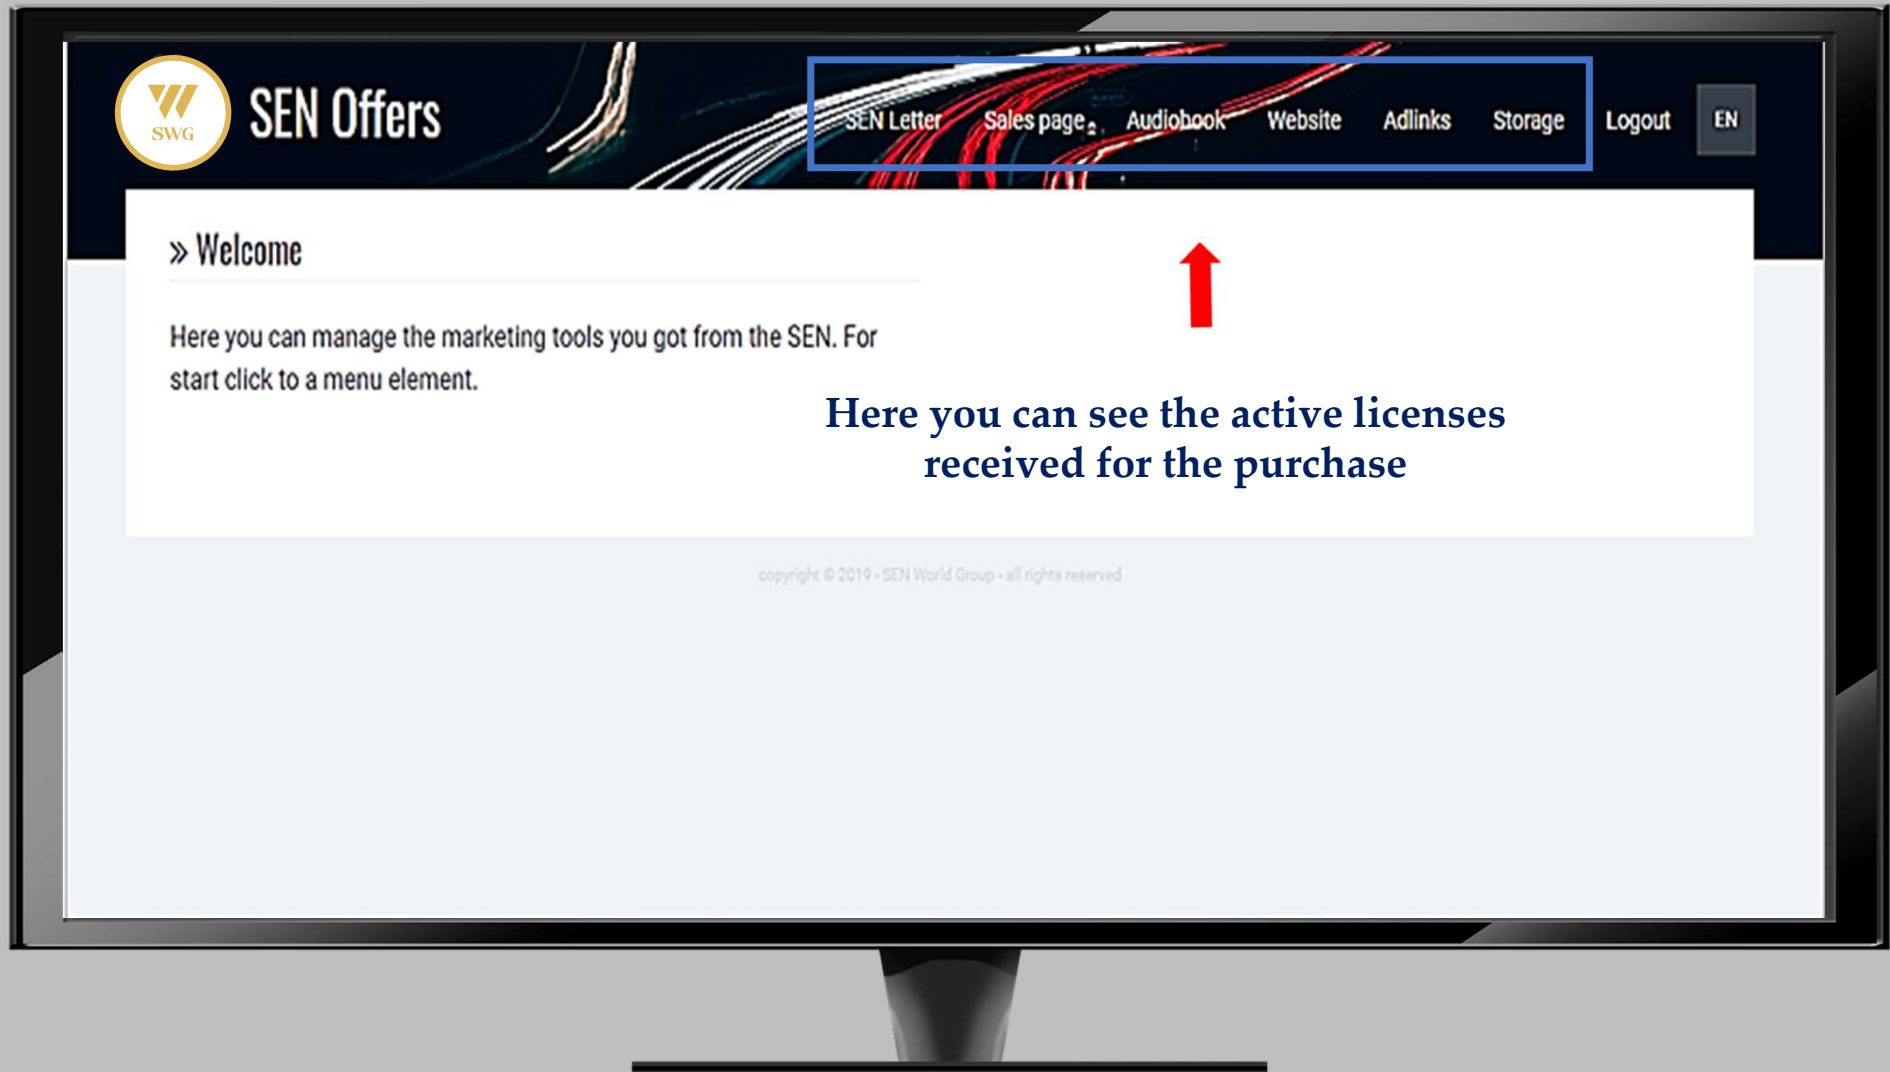 SWG
SEN Offers
SEN Letter Sales page Audiobook Website Adlinks Storage Logout EN
» Welcome
Here you can manage the marketing tools you got from the SEN. For
start click to a menu element.
Here you can see the active licenses
received for the purchase
copyright © 2019 - SEN World Group - all rights reserved